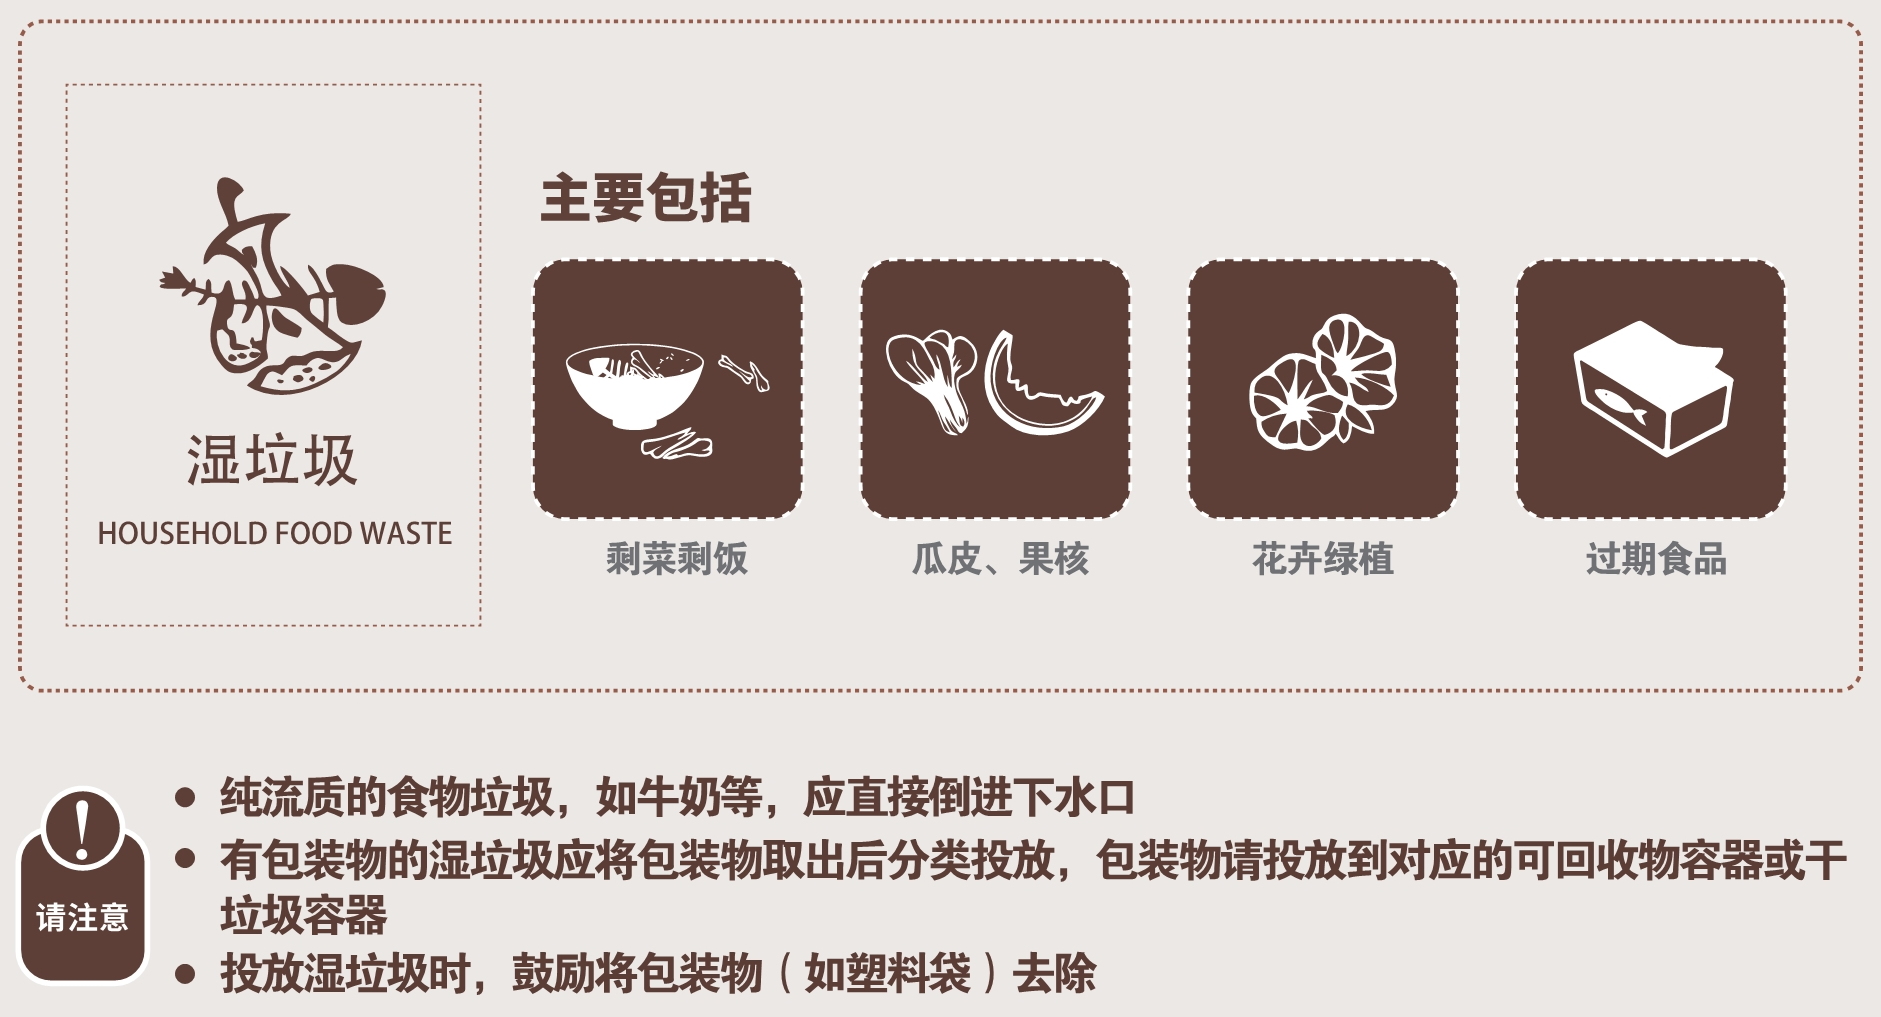 湿垃圾
HOUSEHOLD FOOD WASTE
主要包括
剩菜剩饭
瓜皮、果核
花卉绿植
过期食品
请注意
纯流质的食物垃圾，如牛奶等，应直接倒进下水口
有包装物的湿垃圾应将包装物取出后分类投放，包装物请投放到对应的可回收物容器或干
垃圾容器
投放湿垃圾时，鼓励将包装物（如塑料袋）去除